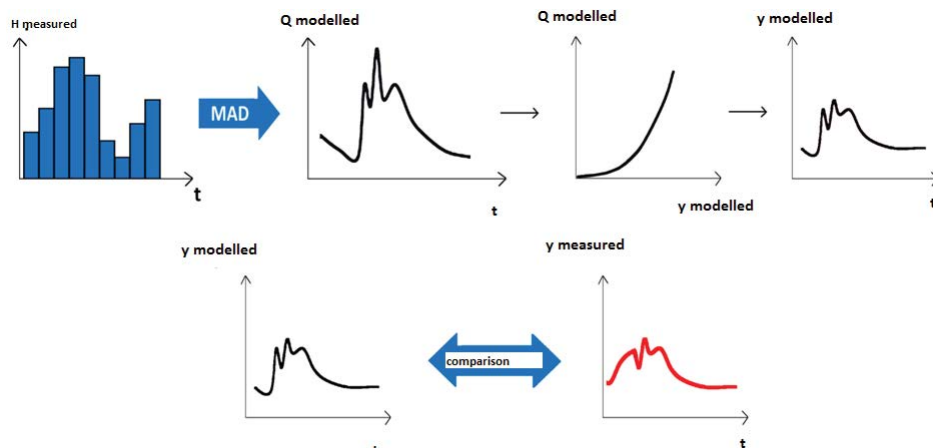 H measured
Q modelled
Q modelled
y modelled
MAD
t
t
y modelled
t
y modelled
y measured
comparison
t